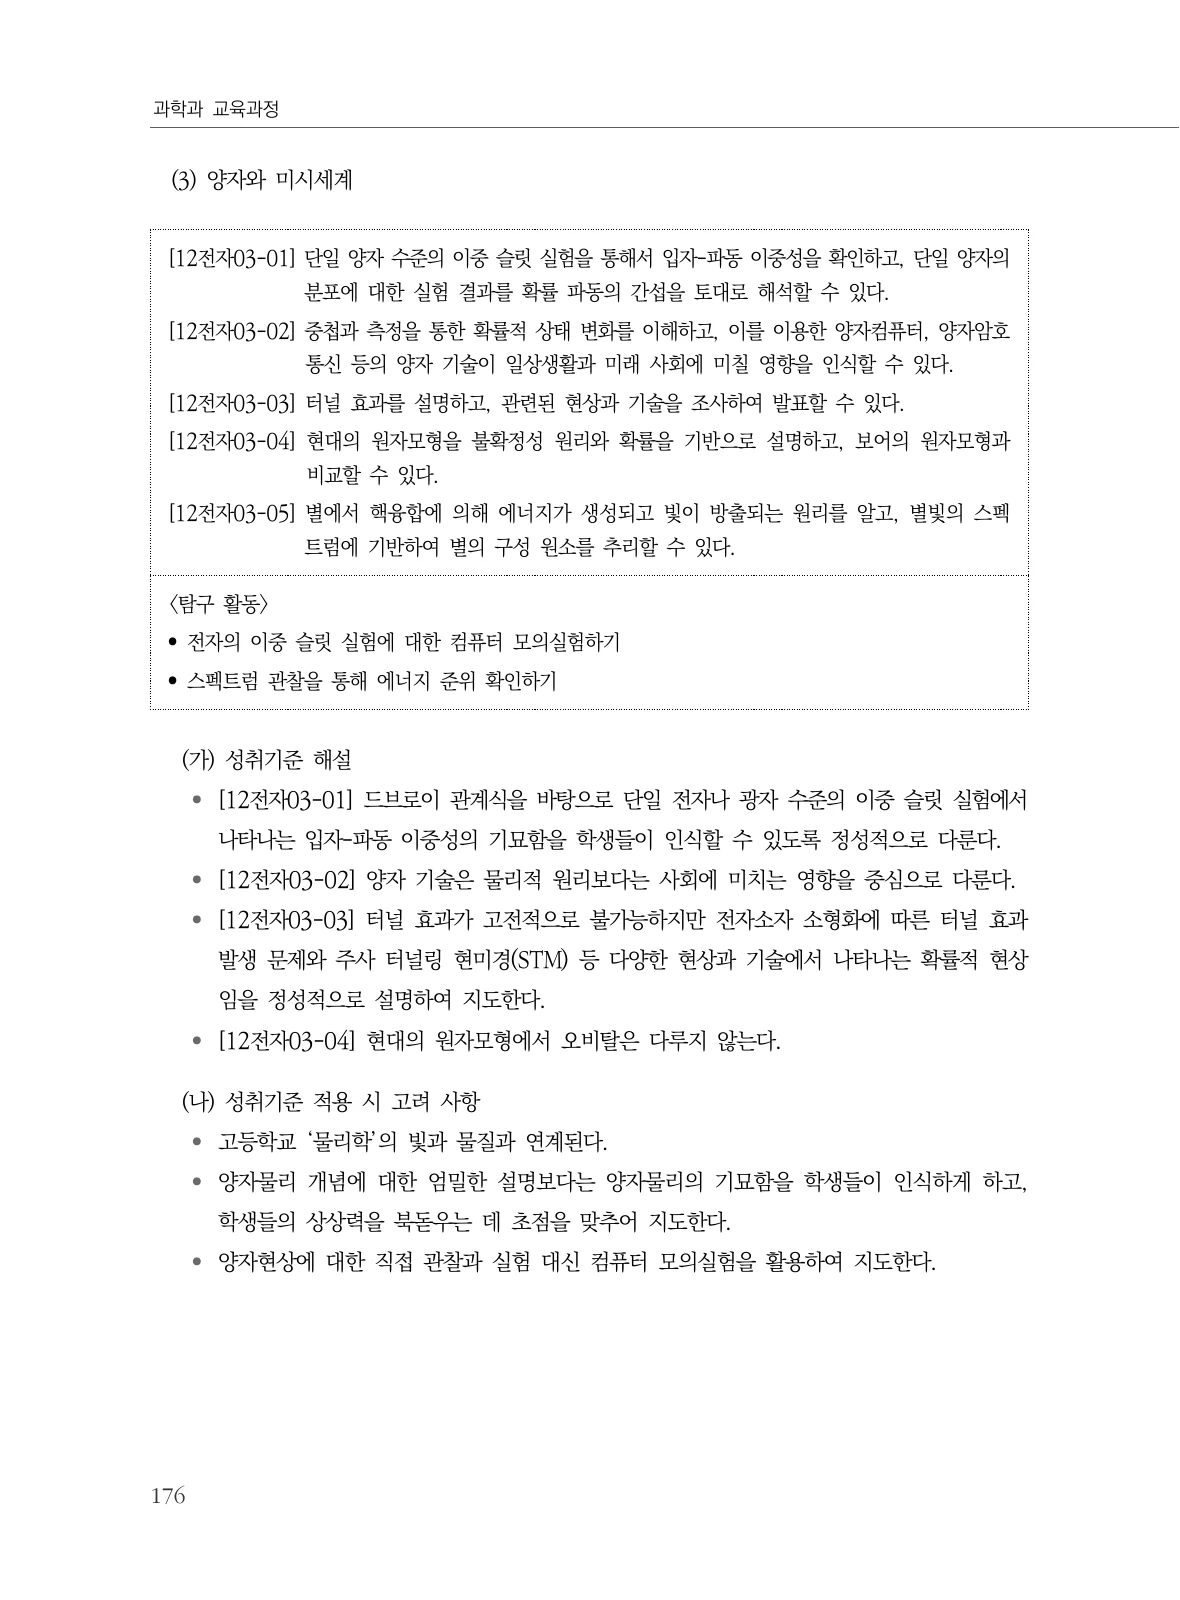 과학과 교육과정
(3) 양자와 미시세계
[12전자03-01] 단일 양자 수준의 이중 슬릿 실험을 통해서 입자-파동 이중성을 확인하고, 단일 양자의
분포에 대한 실험 결과를 확률 파동의 간섭을 토대로 해석할 수 있다.
[12전자03-02] 중첩과 측정을 통한 확률적 상태 변화를 이해하고, 이를 이용한 양자컴퓨터, 양자암호
통신 등의 양자 기술이 일상생활과 미래 사회에 미칠 영향을 인식할 수 있다.
[12전자03-03] 터널 효과를 설명하고, 관련된 현상과 기술을 조사하여 발표할 수 있다.
[12전자03-04] 현대의 원자모형을 불확정성 원리와 확률을 기반으로 설명하고, 보어의 원자모형과
비교할 수 있다.
[12전자03-05] 별에서 핵융합에 의해 에너지가 생성되고 빛이 방출되는 원리를 알고, 별빛의 스펙
트럼에 기반하여 별의 구성 원소를 추리할 수 있다.
〈탐구 활동〉
• 전자의 이중 슬릿 실험에 대한 컴퓨터 모의실험하기
• 스펙트럼 관찰을 통해 에너지 준위 확인하기
(가) 성취기준 해설
• [12전자03-01] 드브로이 관계식을 바탕으로 단일 전자나 광자 수준의 이중 슬릿 실험에서
나타나는 입자-파동 이중성의 기묘함을 학생들이 인식할 수 있도록 정성적으로 다룬다.
• [12전자03-02] 양자 기술은 물리적 원리보다는 사회에 미치는 영향을 중심으로 다룬다.
• [12전자03-03] 터널 효과가 고전적으로 불가능하지만 전자소자 소형화에 따른 터널 효과
발생 문제와 주사 터널링 현미경(STM) 등 다양한 현상과 기술에서 나타나는 확률적 현상
임을 정성적으로 설명하여 지도한다.
• [12전자03-04] 현대의 원자모형에서 오비탈은 다루지 않는다.
(나) 성취기준 적용 시 고려 사항
• 고등학교 ‘물리학’의 빛과 물질과 연계된다.
• 양자물리 개념에 대한 엄밀한 설명보다는 양자물리의 기묘함을 학생들이 인식하게 하고,
학생들의 상상력을 북돋우는 데 초점을 맞추어 지도한다.
• 양자현상에 대한 직접 관찰과 실험 대신 컴퓨터 모의실험을 활용하여 지도한다.
176